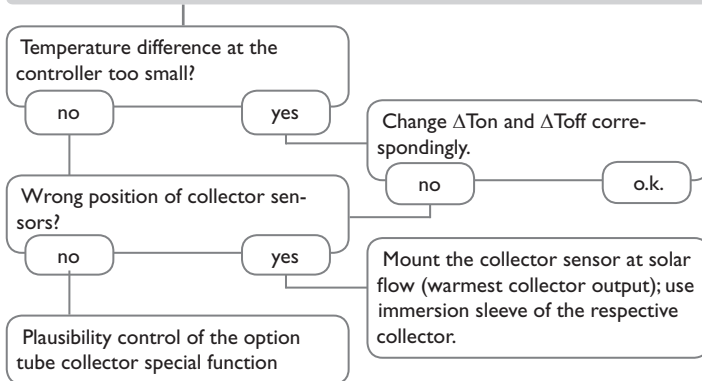 Temperature difference at the
controller too small?
no
yes
Change ΔTon and ΔToff corre-
spondingly.
no
o.k.
Wrong position of collector sen-
sors?
no
yes
Mount the collector sensor at solar
flow (warmest collector output); use
immersion sleeve of the respective
collector.
Plausibility control of the option
tube collector special function